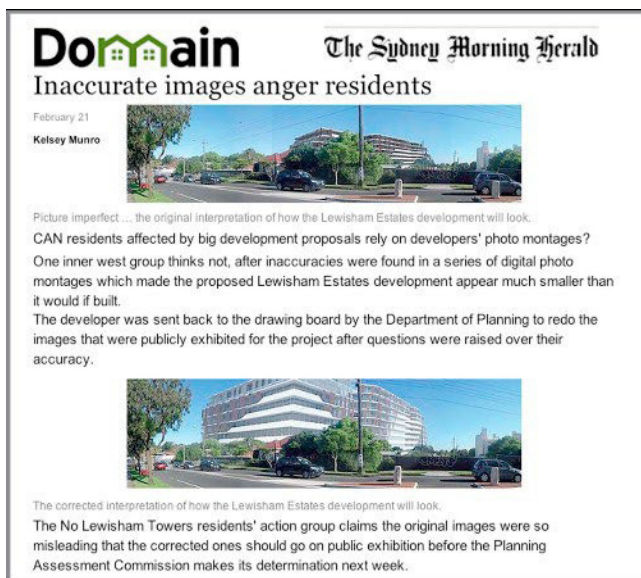 Domain
The Sydney Morning Herald
Inaccurate images anger residents
February 21
Kelsey Munro
Picture imperfect ... the original interpretation of how the Lewisham Estates development will look.
CAN residents affected by big development proposals rely on developers' photo montages?
One inner west group thinks not, after inaccuracies were found in a series of digital photo
montages which made the proposed Lewisham Estates development appear much smaller than
it would if built.
The developer was sent back to the drawing board by the Department of Planning to redo the
images that were publicly exhibited for the project after questions were raised over their
accuracy.
The corrected interpretation of how the Lewisham Estates development will look.
The No Lewisham Towers residents' action group claims the original images were so
misleading that the corrected ones should go on public exhibition before the Planning
Assessment Commission makes its determination next week.